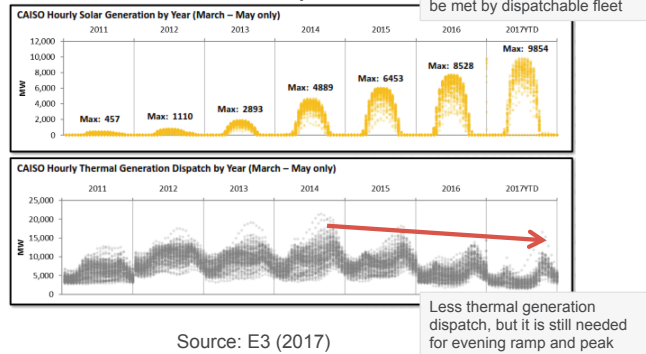 be met by dispatchable fleet
CAISO Hourly Solar Generation by Year (March – May only)
2011 2012 2013 2014 2015 2016 2017YTD
12,000
10,000
8,000
6,000
4,000
2,000
0
MW
Max: 457
Max: 1110
Max: 2893
Max: 4889
Max: 6453
Max: 8528
Max: 9854
CAISO Hourly Thermal Generation Dispatch by Year (March – May only)
2011 2012 2013 2014 2015 2016 2017YTD
25,000
20,000
15,000
10,000
5,000
0
MW
Less thermal generation
dispatch, but it is still needed
for evening ramp and peak
Source: E3 (2017)